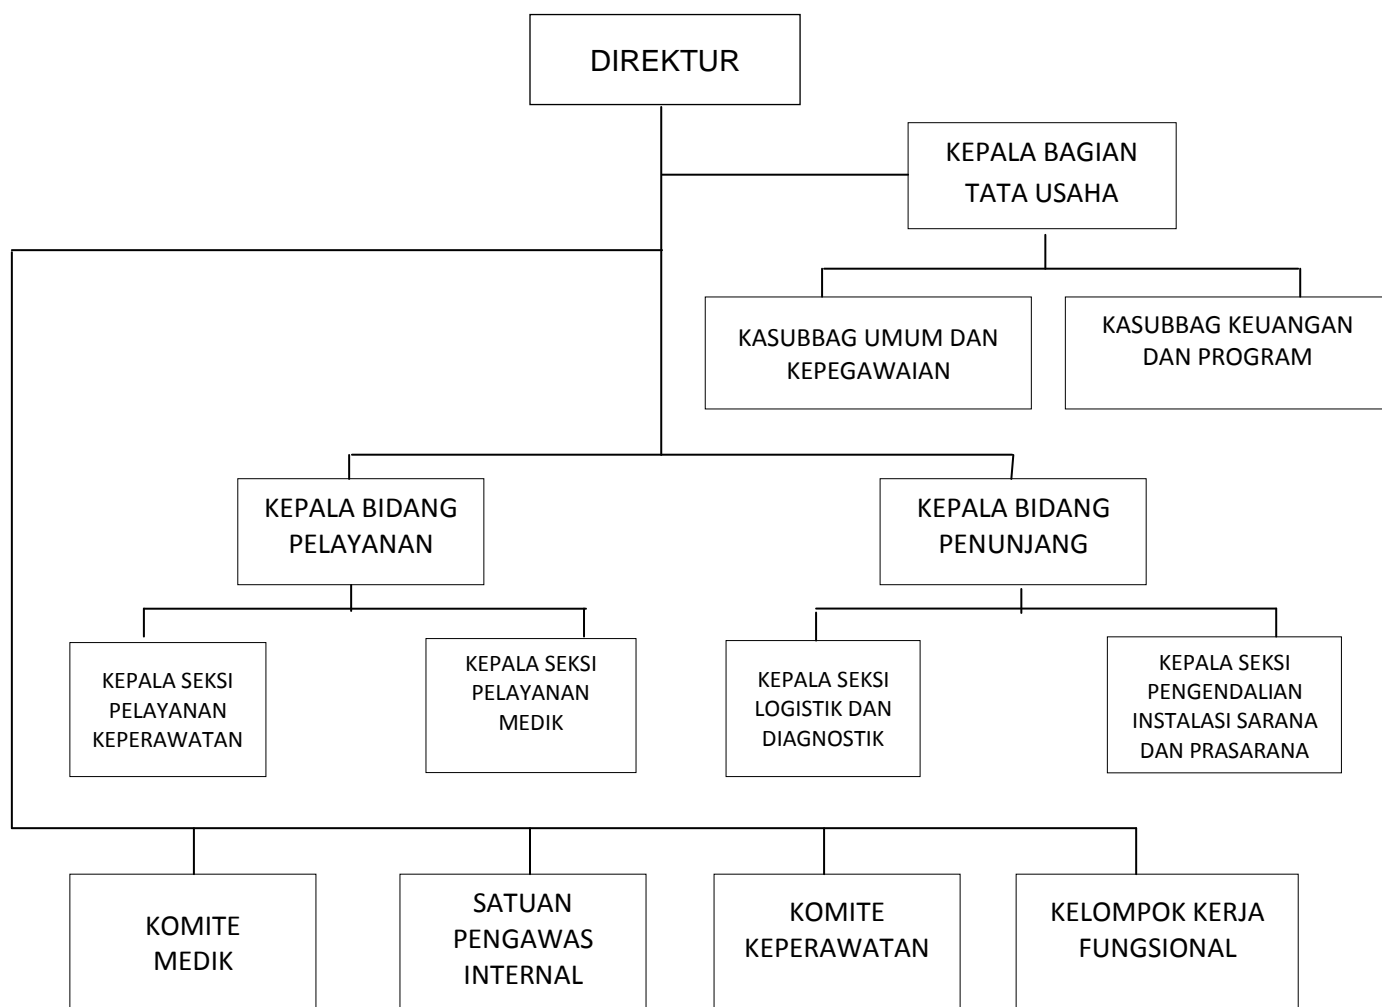 DIREKTUR
KEPALA BAGIAN
TATA USAHA
KASUBBAG UMUM DAN
KEPEGAWAIAN
KASUBBAG KEUANGAN
DAN PROGRAM
KEPALA BIDANG
PELAYANAN
KEPALA BIDANG
PENUNJANG
KEPALA SEKSI
PELAYANAN
KEPERAWATAN
KEPALA SEKSI
PELAYANAN
MEDIK
KEPALA SEKSI
LOGISTIK DAN
DIAGNOSTIK
KEPALA SEKSI
PENGENDALIAN
INSTALASI SARANA
DAN PRASARANA
KOMITE
MEDIK
SATUAN
PENGAWAS
INTERNAL
KOMITE
KEPERAWATAN
KELOMPOK KERJA
FUNGSIONAL